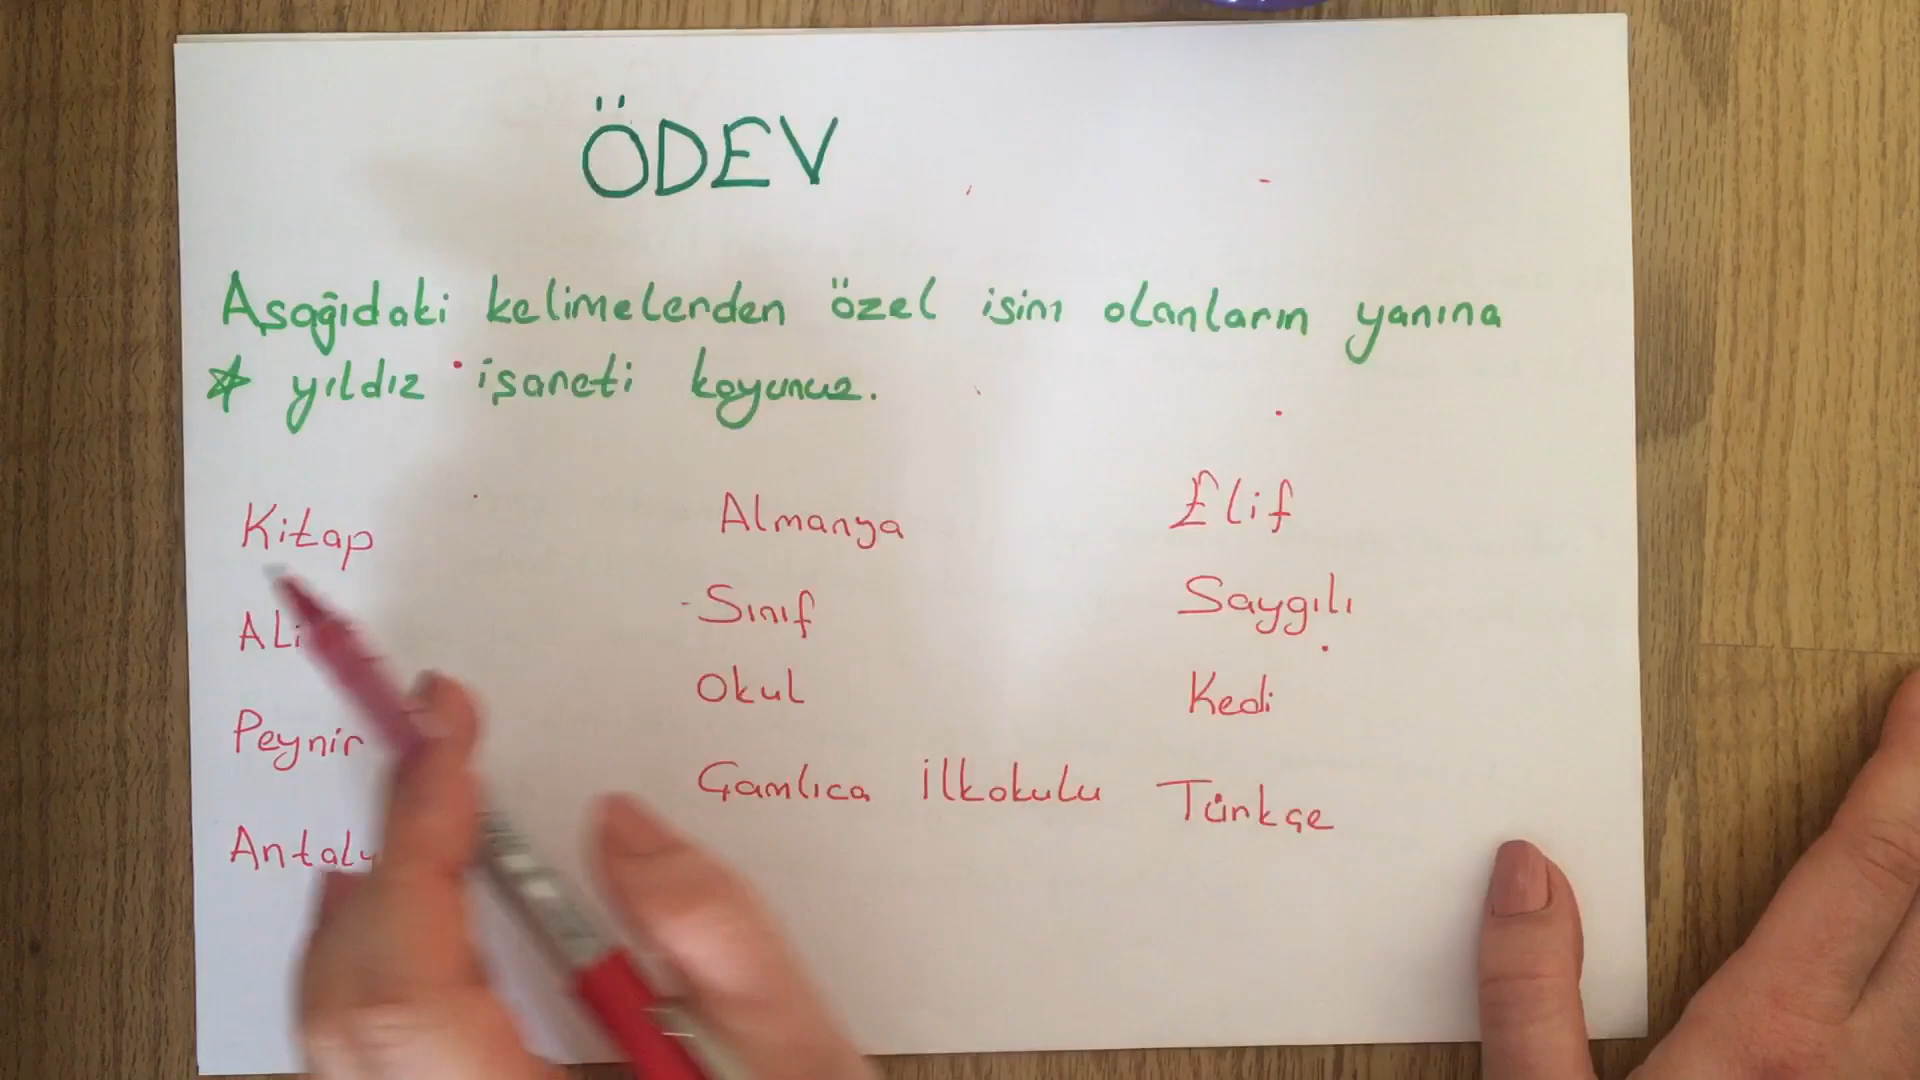 ÖDEV
Aşağıdaki kelimelerden özel isim olanların yanına
yıldız işareti koyunuz.
Kitap Almanya Elif
Ali Sınıf Saygılı
Peynir Okul Kedi
Çamlıca İlkokulu Türkçe